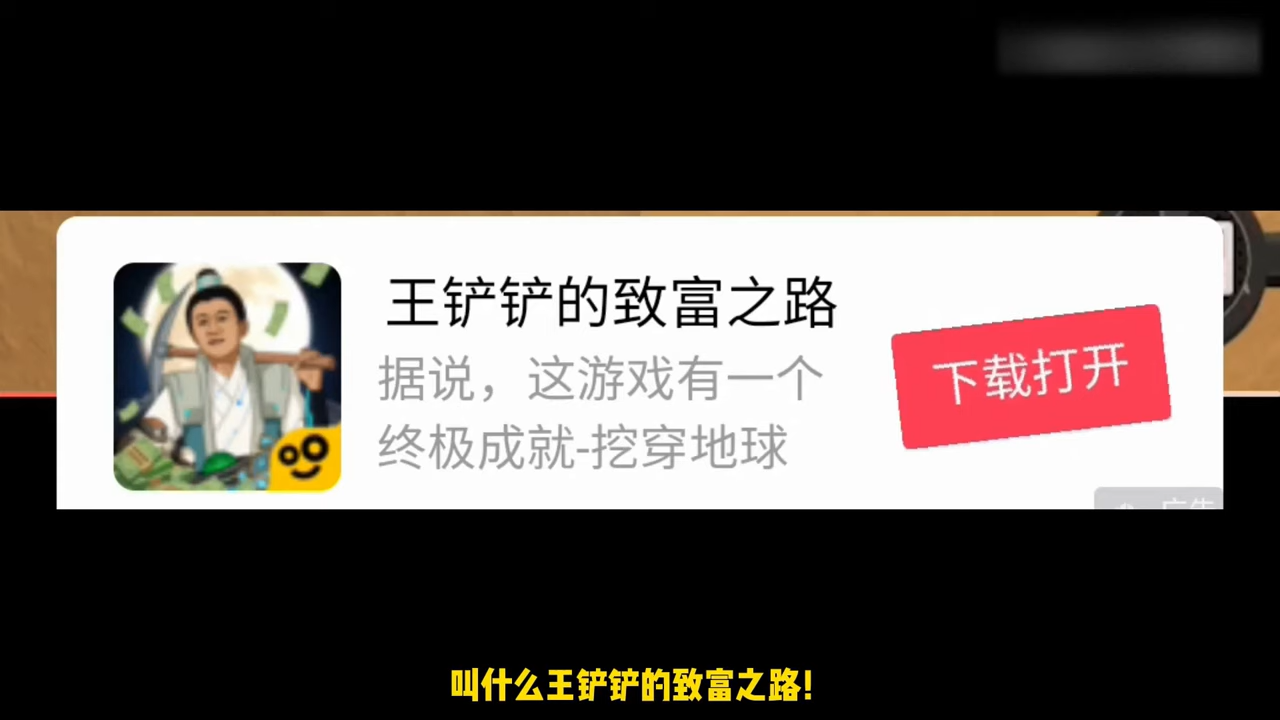 王铲铲的致富之路
据说，这游戏有一个
终极成就-挖穿地球
下载打开
广告
叫什么王铲铲的致富之路!